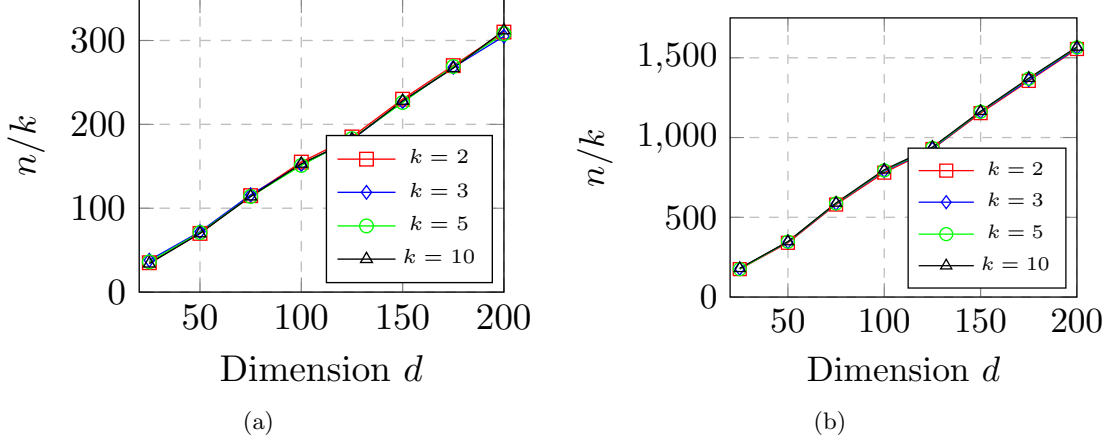 300
200
100
0
50
100
150
200
n/k
Dimension d
k = 2
k = 3
k = 5
k = 10
(a)
1,500
1,000
500
0
50
100
150
200
n/k
Dimension d
k = 2
k = 3
k = 5
k = 10
(b)